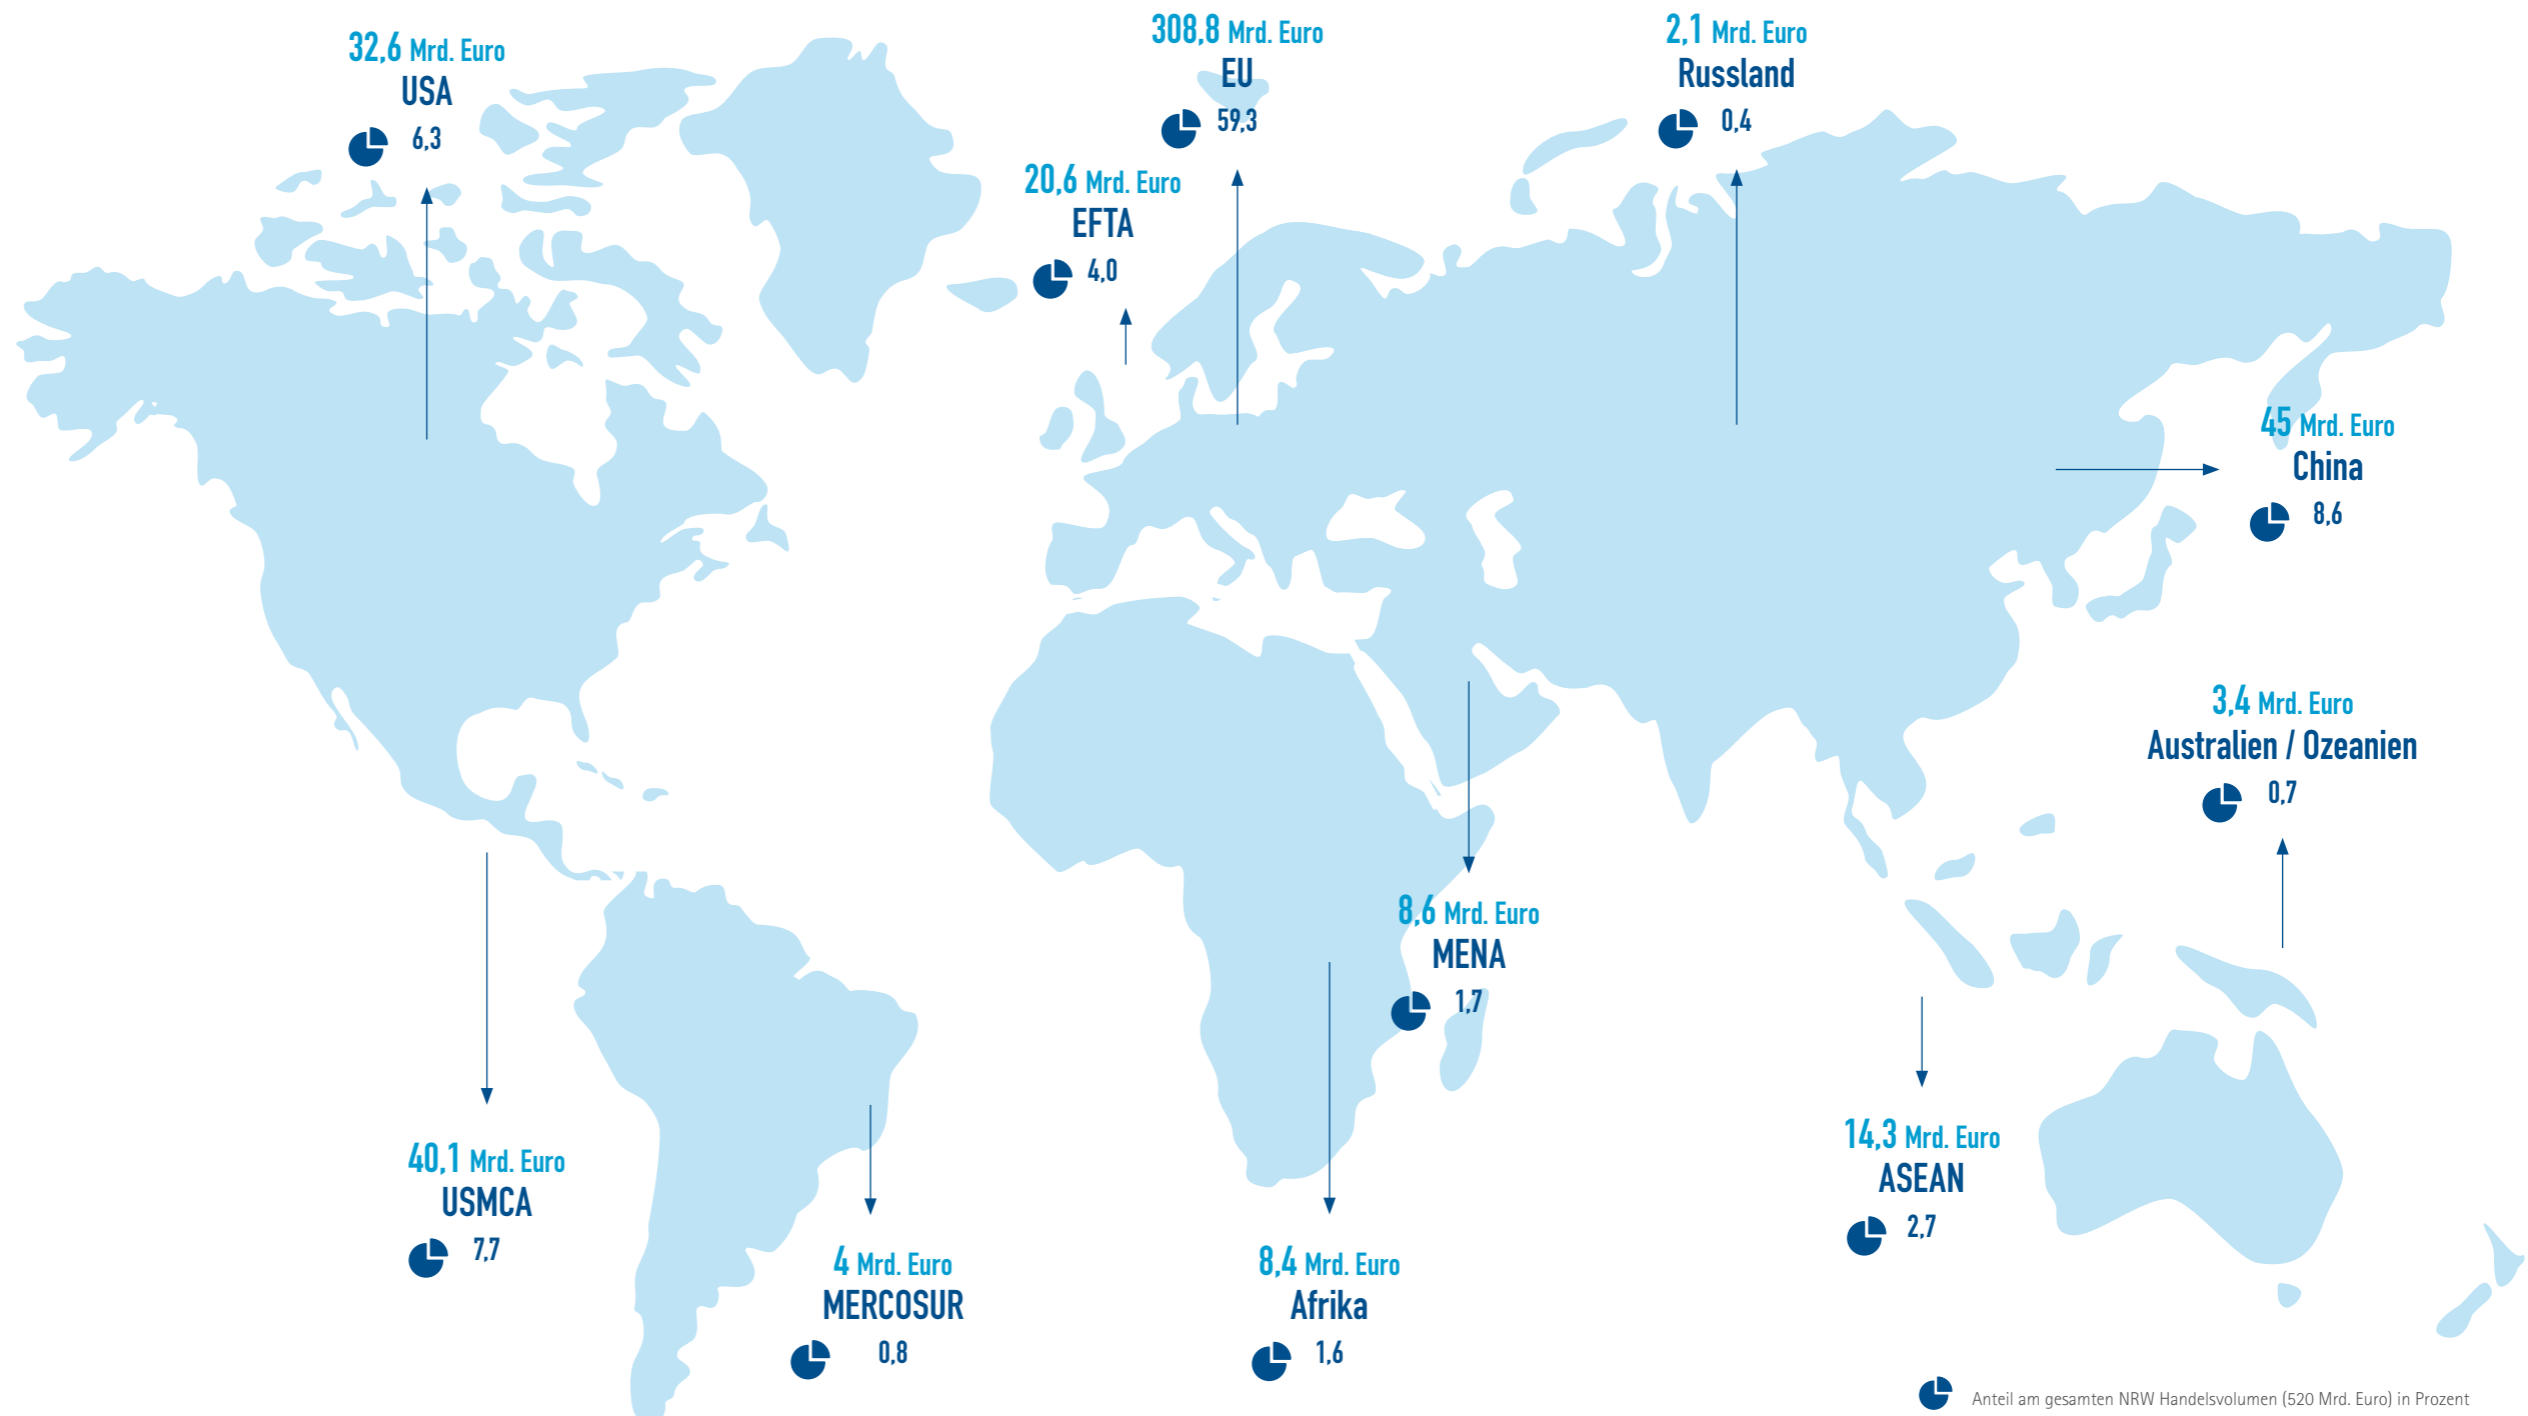 32,6 Mrd. Euro
USA
6,3
308,8 Mrd. Euro
EU
59,3
2,1 Mrd. Euro
Russland
0,4
20,6 Mrd. Euro
EFTA
4,0
45 Mrd. Euro
China
8,6
3,4 Mrd. Euro
Australien / Ozeanien
0,7
8,6 Mrd. Euro
MENA
1,7
40,1 Mrd. Euro
USMCA
7,7
14,3 Mrd. Euro
ASEAN
2,7
4 Mrd. Euro
MERCOSUR
0,8
8,4 Mrd. Euro
Afrika
1,6
Anteil am gesamten NRW Handelsvolumen (520 Mrd. Euro) in Prozent